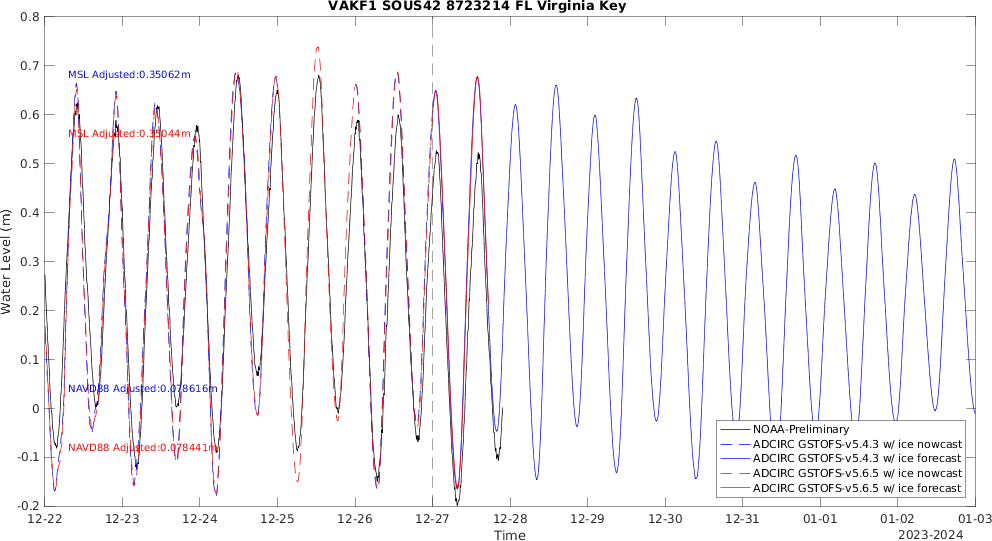 VAKF1 SOUS42 8723214 FL Virginia Key
0.8
0.7
0.6
0.5
0.4
0.3
0.2
0.1
0
-0.1
-0.2
Water Level (m)
MSL Adjusted:0.35062m
MSL Adjusted:0.35044m
NAVD88 Adjusted:0.078616m
NAVD88 Adjusted:0.078441m
NOAA-Preliminary
ADCIRC GSTOFS-v5.4.3 w/ ice nowcast
ADCIRC GSTOFS-v5.4.3 w/ ice forecast
ADCIRC GSTOFS-v5.6.5 w/ ice nowcast
ADCIRC GSTOFS-v5.6.5 w/ ice forecast
12-22 12-23 12-24 12-25 12-26 12-27 12-28 12-29 12-30 12-31 01-01 01-02 01-03
Time
2023-2024